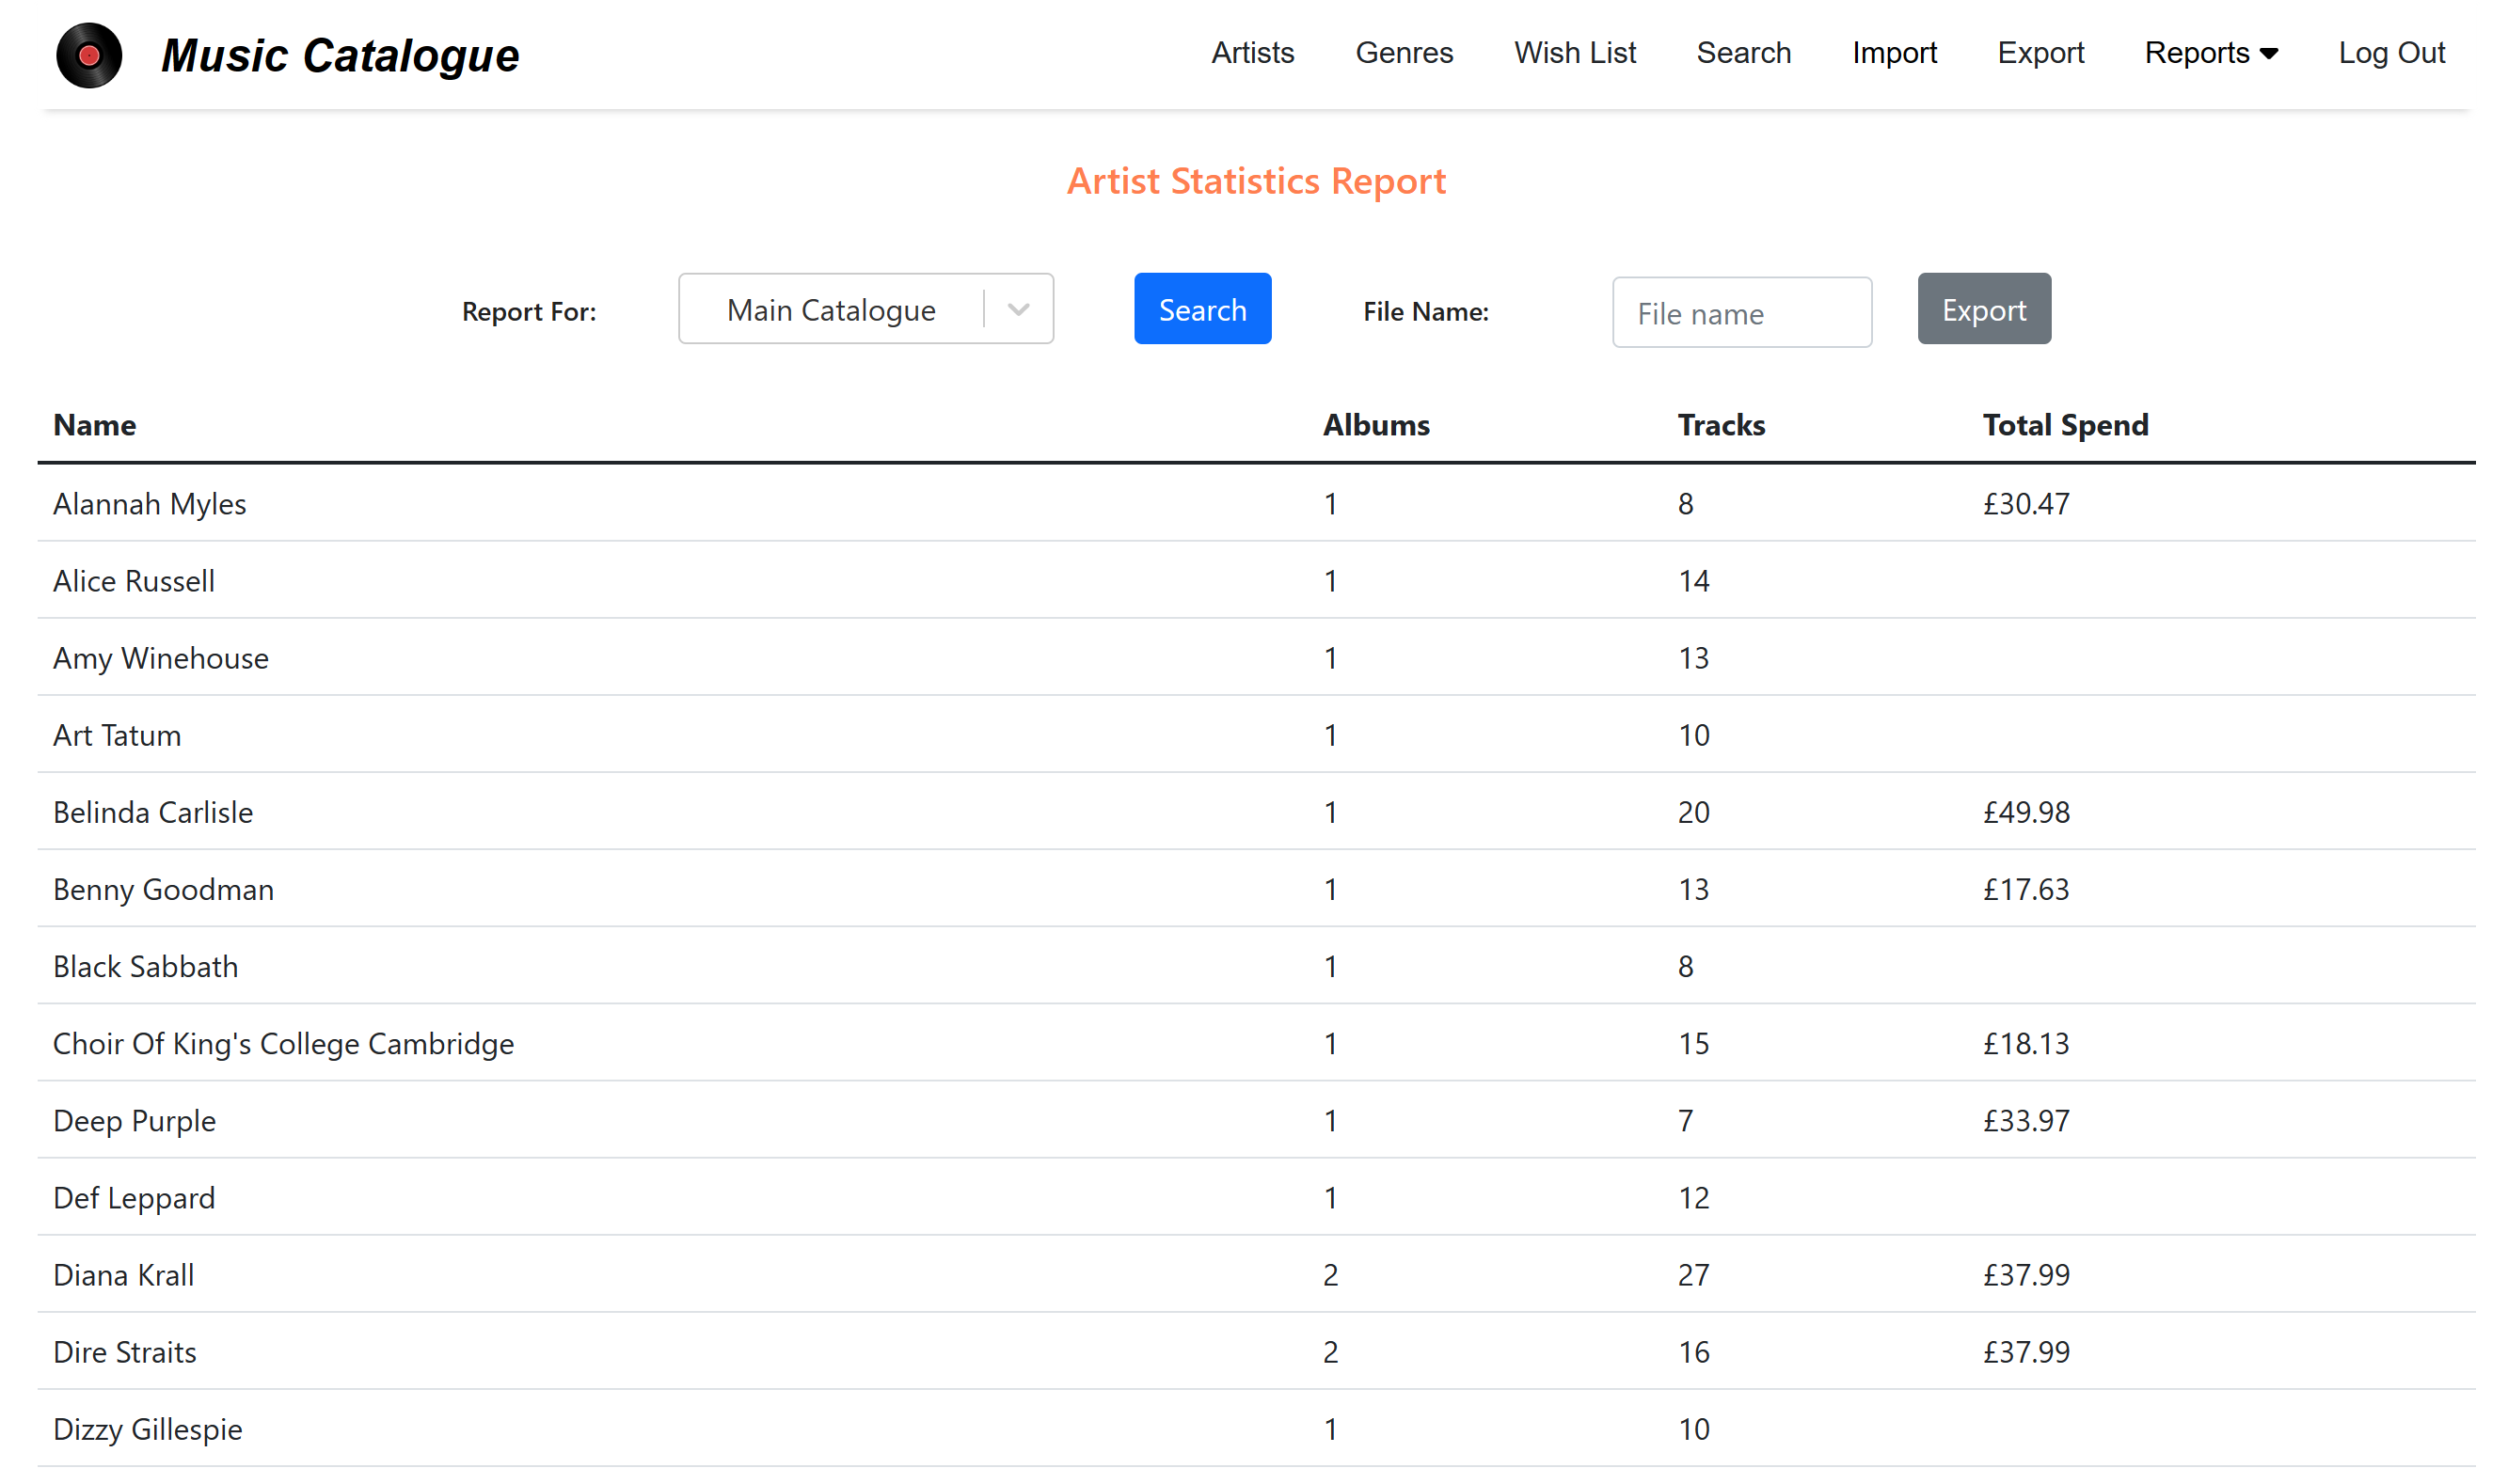 Music Catalogue Artists Genres Wish List Search Import Export Reports Log Out
Artist Statistics Report
Report For: Main Catalogue Search File Name: File name Export
Name Albums Tracks Total Spend
Alannah Myles 1 8 £30.47
Alice Russell 1 14
Amy Winehouse 1 13
Art Tatum 1 10
Belinda Carlisle 1 20 £49.98
Benny Goodman 1 13 £17.63
Black Sabbath 1 8
Choir Of King's College Cambridge 1 15 £18.13
Deep Purple 1 7 £33.97
Def Leppard 1 12
Diana Krall 2 27 £37.99
Dire Straits 2 16 £37.99
Dizzy Gillespie 1 10